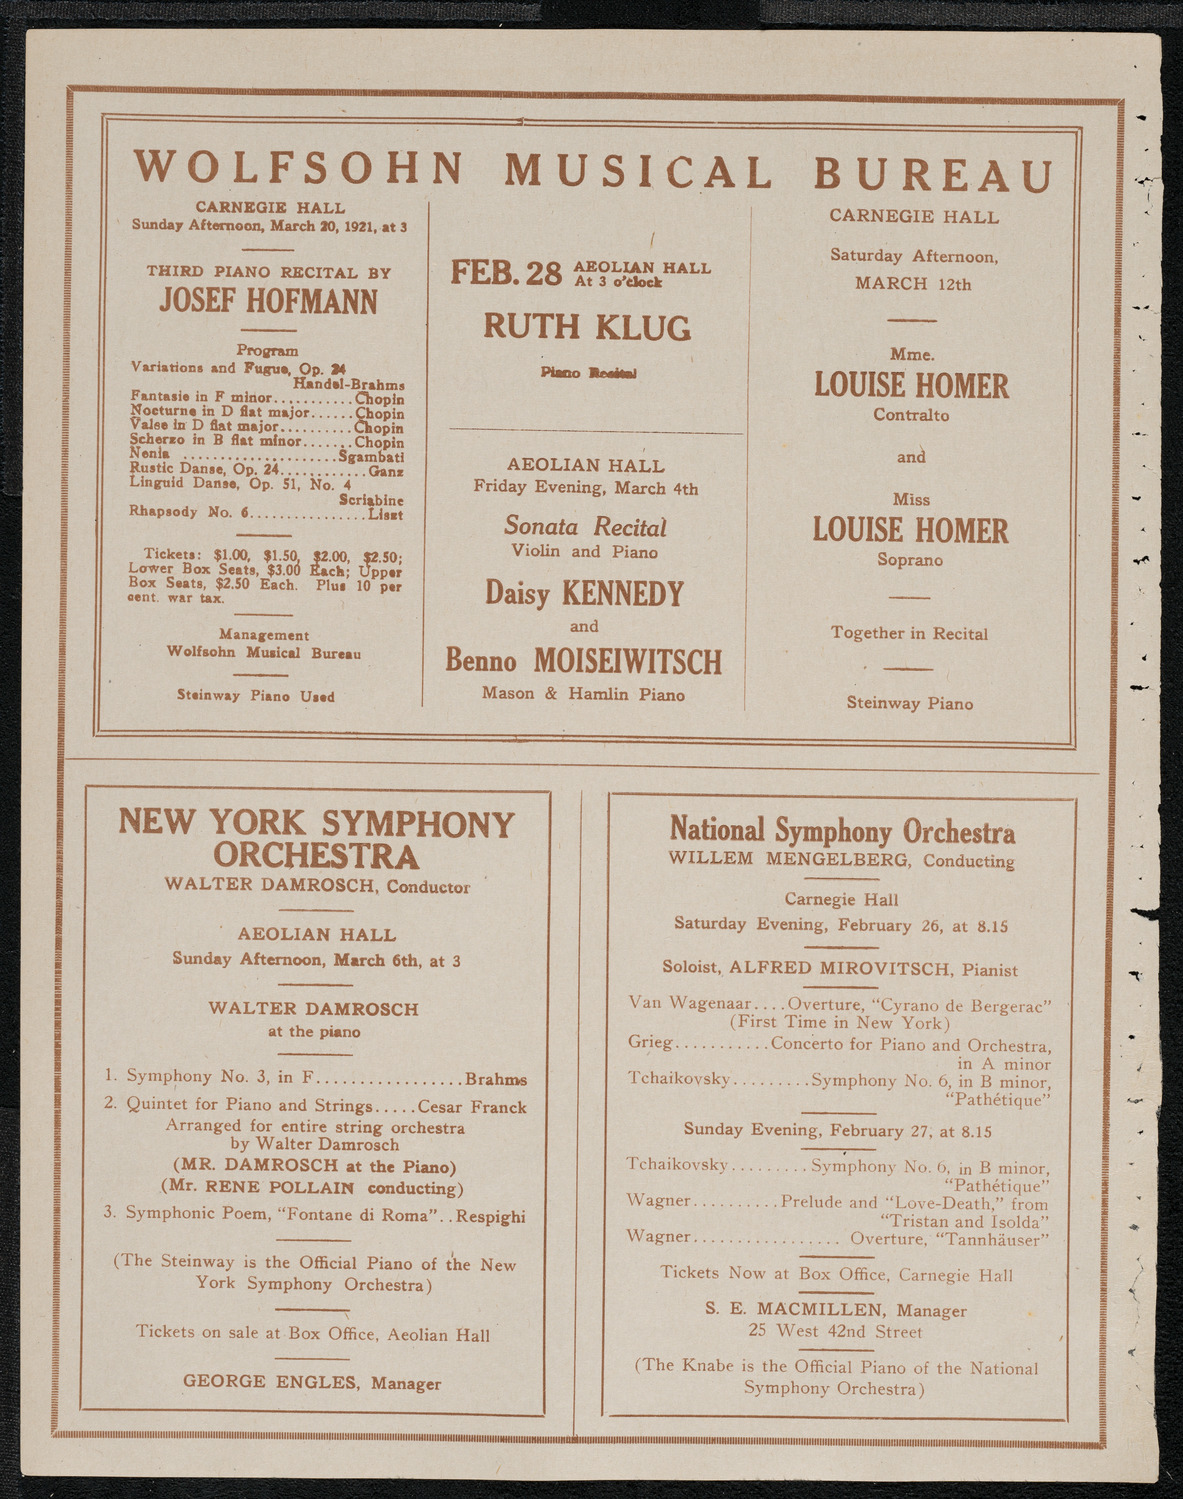 WOLFSOHN MUSICAL BUREAU
CARNEGIE HALL
Sunday Afternoon, March 20, 1921, at 3
THIRD PIANO RECITAL BY
JOSEF HOFMANN
Program
Variations and Fugue, Op. 24
Handel-Brahms
Fantasie in F minor...........Chopin
Nocturne in D flat major......Chopin
Valse in D flat major..........Chopin
Scherzo in B flat minor.......Chopin
Nenia .....................Sgambati
Rustic Danse, Op. 24............Ganz
Linguid Danse, Op. 51, No. 4
Scriabine
Rhapsody No. 6................Liszt
Tickets: $1.00, $1.50, $2.00, $2.50;
Lower Box Seats, $3.00 Each; Upper
Box Seats, $2.50 Each. Plus 10 per
cent. war tax.
Management
Wolfsohn Musical Bureau
Steinway Piano Used
FEB. 28 AEOLIAN HALL
At 3 o'clock
RUTH KLUG
Piano Recital
AEOLIAN HALL
Friday Evening, March 4th
Sonata Recital
Violin and Piano
Daisy KENNEDY
and
Benno MOISEIWITSCH
Mason & Hamlin Piano
CARNEGIE HALL
Saturday Afternoon,
MARCH 12th
Mme.
LOUISE HOMER
Contralto
and
Miss
LOUISE HOMER
Soprano
Together in Recital
Steinway Piano
NEW YORK SYMPHONY
ORCHESTRA
WALTER DAMROSCH, Conductor
AEOLIAN HALL
Sunday Afternoon, March 6th, at 3
WALTER DAMROSCH
at the piano
1. Symphony No. 3, in F.................Brahms
2. Quintet for Piano and Strings.....Cesar Franck
Arranged for entire string orchestra
by Walter Damrosch
(MR. DAMROSCH at the Piano)
(Mr. RENE POLLAIN conducting)
3. Symphonic Poem, "Fontane di Roma"..Respighi
(The Steinway is the Official Piano of the New
York Symphony Orchestra)
Tickets on sale at Box Office, Aeolian Hall
GEORGE ENGLES, Manager
National Symphony Orchestra
WILLEM MENGELBERG, Conducting
Carnegie Hall
Saturday Evening, February 26, at 8.15
Soloist, ALFRED MIROVITSCH, Pianist
Van Wagenaar....Overture, "Cyrano de Bergerac"
(First Time in New York)
Grieg...........Concerto for Piano and Orchestra,
in A minor
Tchaikovsky.........Symphony No. 6, in B minor,
"Pathétique"
Sunday Evening, February 27, at 8.15
Tchaikovsky.........Symphony No. 6, in B minor,
"Pathétique"
Wagner..........Prelude and "Love-Death," from
"Tristan and Isolda"
Wagner................. Overture, "Tannhäuser"
Tickets Now at Box Office, Carnegie Hall
S. E. MACMILLEN, Manager
25 West 42nd Street
(The Knabe is the Official Piano of the National
Symphony Orchestra)